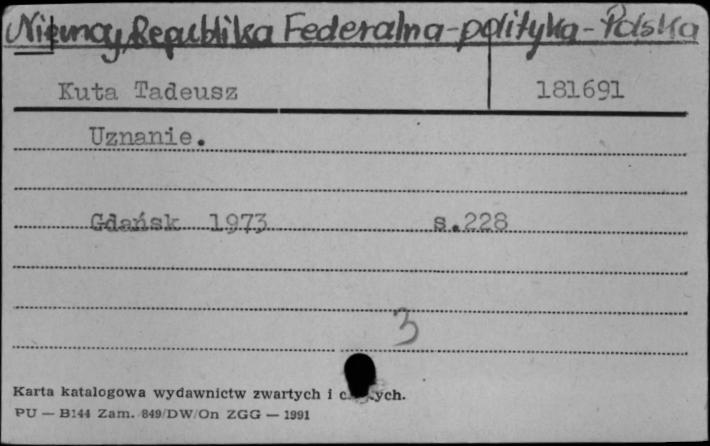 Niemcy, Republika Federalna - polityka - Polska
Kuta Tadeusz 181691
Uznanie.
Gdańsk 1973 s.228
3
Karta katalogowa wydawnictw zwartych i
PU — B144 Zam. 849/DW/On ZGG — 1991